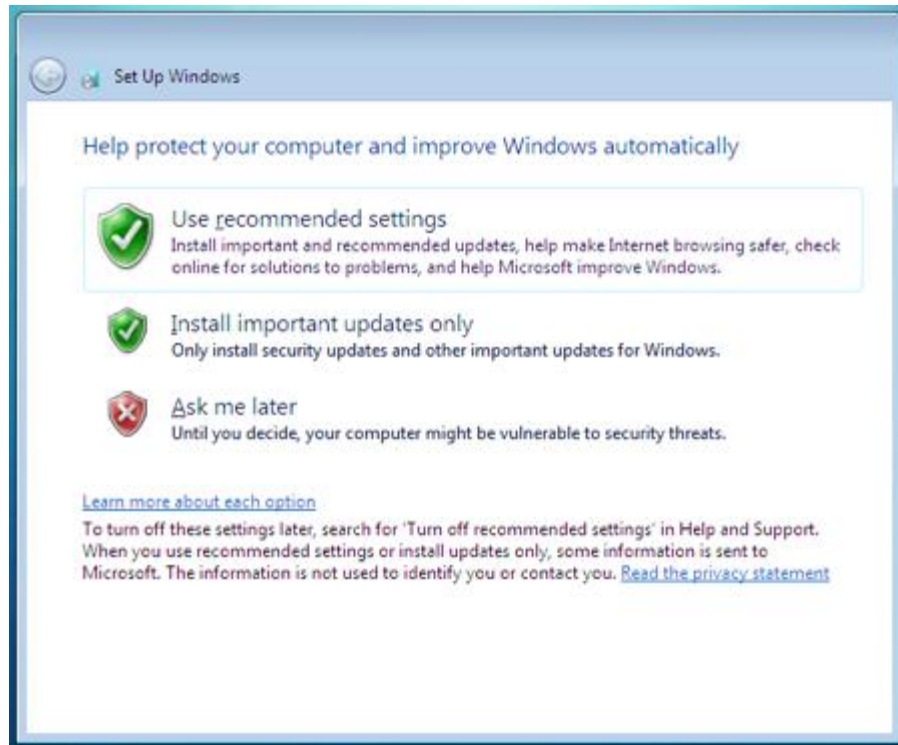 Set Up Windows
Help protect your computer and improve Windows automatically
Use recommended settings
Install important and recommended updates, help make Internet browsing safer, check
online for solutions to problems, and help Microsoft improve Windows.
Install important updates only
Only install security updates and other important updates for Windows.
Ask me later
Until you decide, your computer might be vulnerable to security threats.
Learn more about each option
To turn off these settings later, search for 'Turn off recommended settings' in Help and Support.
When you use recommended settings or install updates only, some information is sent to
Microsoft. The information is not used to identify you or contact you. Read the privacy statement